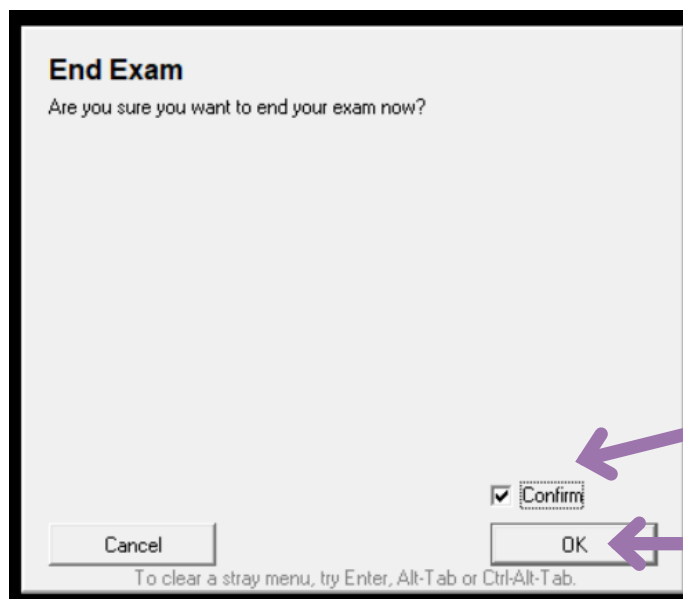 End Exam
Are you sure you want to end your exam now?
Confirm
Cancel
OK
To clear a stray menu, try Enter, Alt-Tab or Ctrl-Alt-Tab.